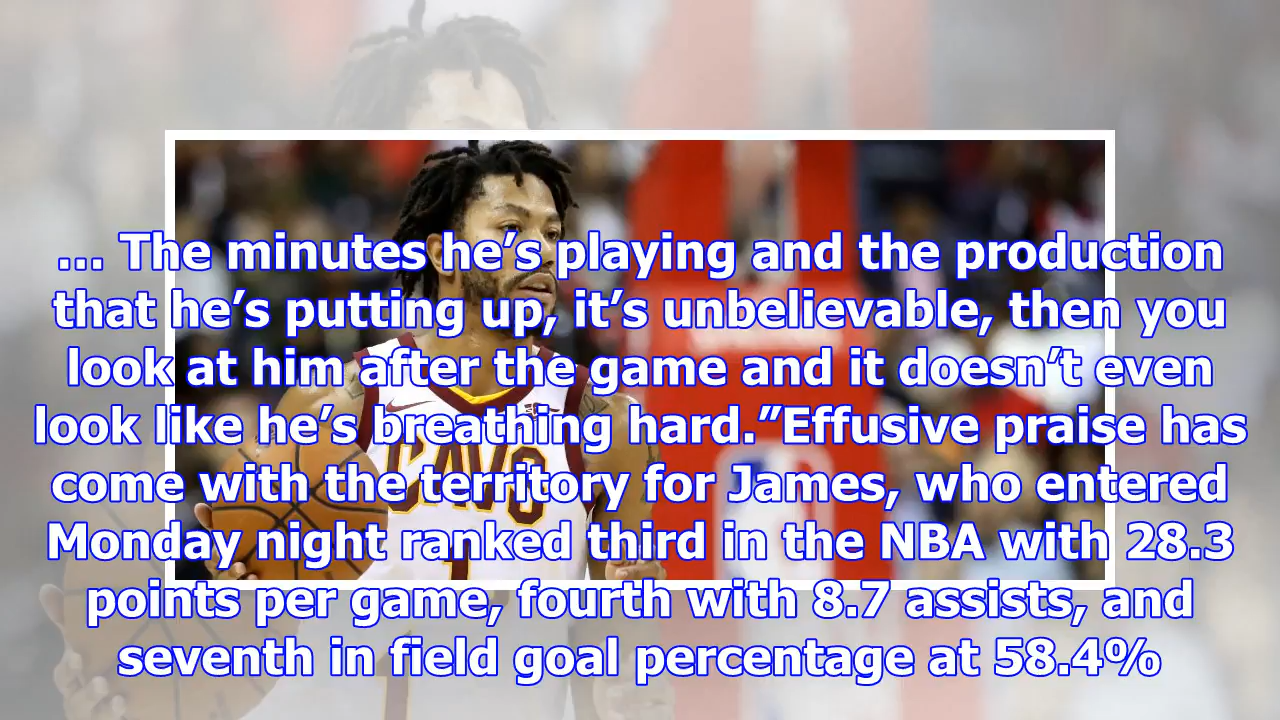 ... The minutes he’s playing and the production
that he’s putting up, it’s unbelievable, then you
look at him after the game and it doesn’t even
look like he’s breathing hard.”Effusive praise has
come with the territory for James, who entered
Monday night ranked third in the NBA with 28.3
points per game, fourth with 8.7 assists, and
seventh in field goal percentage at 58.4%
CAVS
1